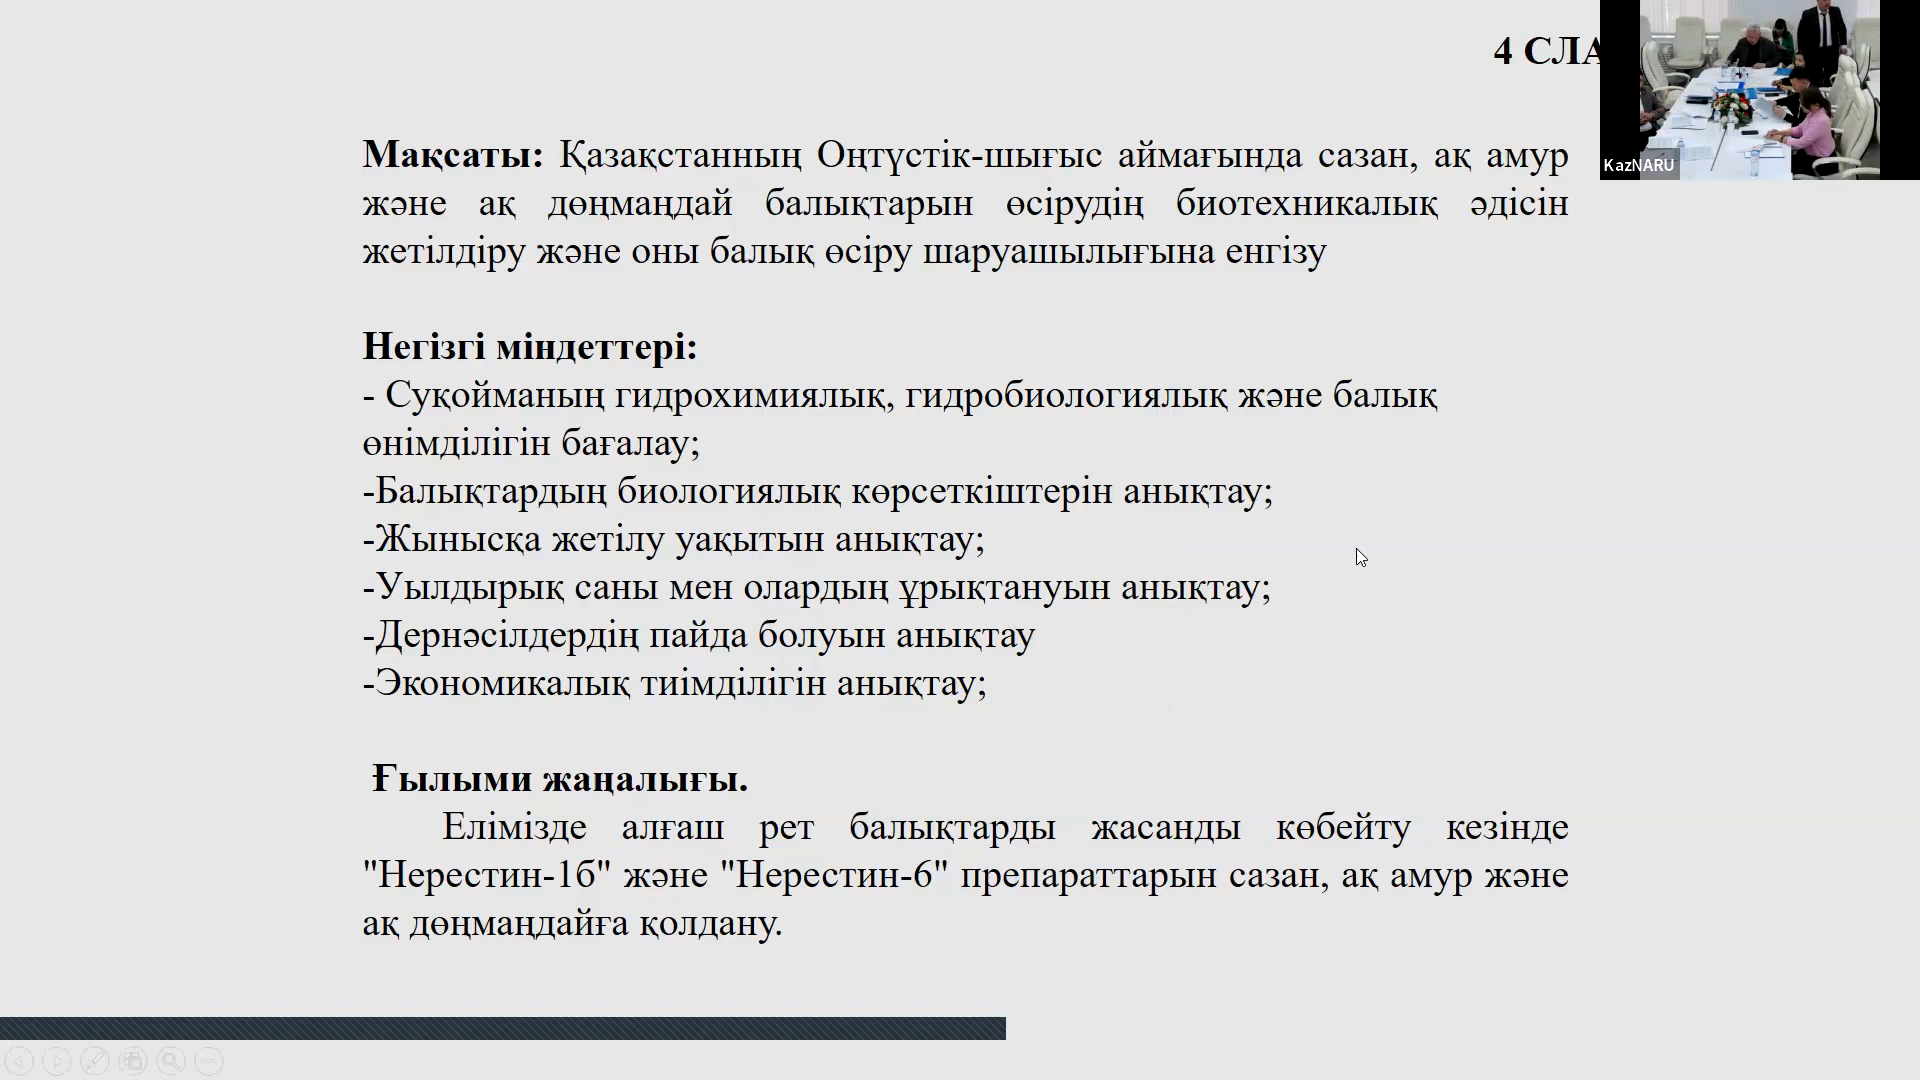 4 СЛА
KazNARU
Мақсаты: Қазақстанның Оңтүстік-шығыс аймағында сазан, ақ амур
және ақ дөңмаңдай балықтарын өсірудің биотехникалық әдісін
жетілдіру және оны балық өсіру шаруашылығына енгізу
Негізгі міндеттері:
- Суқойманың гидрохимиялық, гидробиологиялық және балық
өнімділігін бағалау;
-Балықтардың биологиялық көрсеткіштерін анықтау;
-Жынысқа жетілу уақытын анықтау;
-Уылдырық саны мен олардың ұрықтануын анықтау;
-Дернәсілдердің пайда болуын анықтау
-Экономикалық тиімділігін анықтау;
Ғылыми жаңалығы.
Елімізде алғаш рет балықтарды жасанды көбейту кезінде
"Нерестин-1б" және "Нерестин-6" препараттарын сазан, ақ амур және
ақ дөңмаңдайға қолдану.